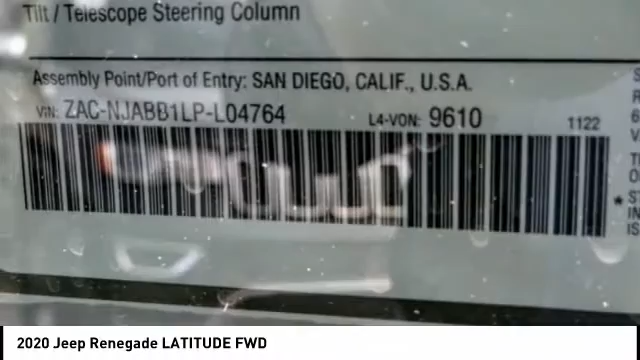 Tilt / Telescope Steering Column
Assembly Point/Port of Entry: SAN DIEGO, CALIF., U.S.A.
VIN: ZAC-NJABB1LP-L04764 L4-VON: 9610 1122
2020 Jeep Renegade LATITUDE FWD